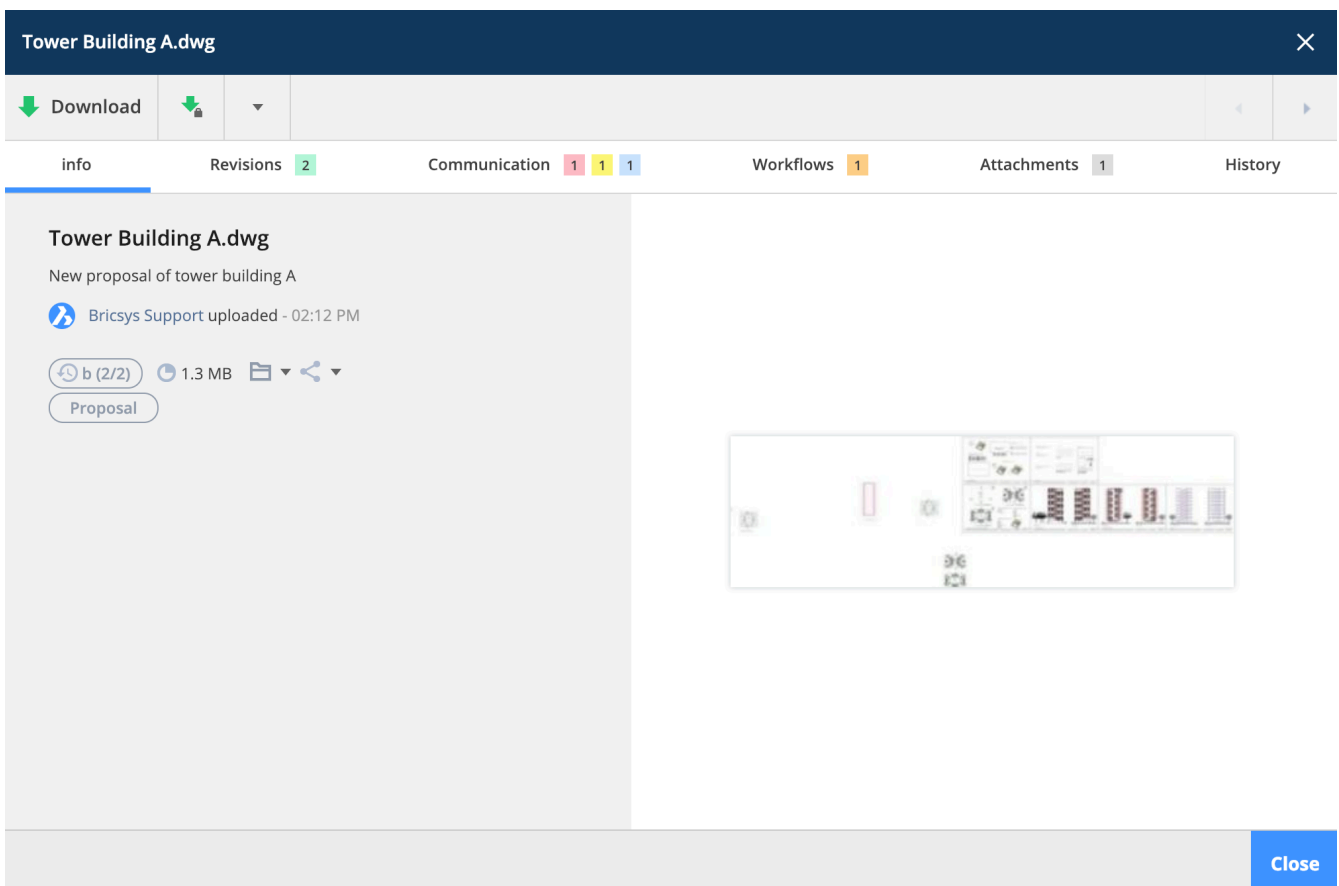 Tower Building A.dwg
Download
info Revisions 2 Communication 1 1 1 Workflows 1 Attachments 1 History
Tower Building A.dwg
New proposal of tower building A
Bricsys Support uploaded - 02:12 PM
b (2/2) 1.3 MB
Proposal
Close